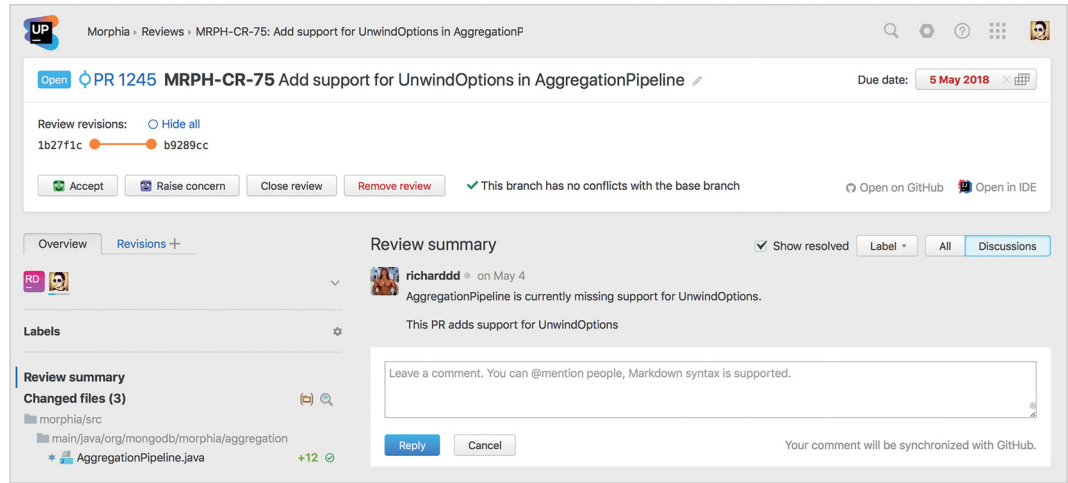 UP
Morphia › Reviews › MRPH-CR-75: Add support for UnwindOptions in AggregationP
Open PR 1245 MRPH-CR-75 Add support for UnwindOptions in AggregationPipeline
Due date: 5 May 2018
Review revisions: Hide all
1b27f1c b9289cc
Accept Raise concern Close review Remove review This branch has no conflicts with the base branch Open on GitHub Open in IDE
Overview Revisions +
RD
Labels
Review summary
Changed files (3)
morphia/src
main/java/org/mongodb/morphia/aggregation
* AggregationPipeline.java +12
Review summary Show resolved Label All Discussions
richarddd • on May 4
AggregationPipeline is currently missing support for UnwindOptions.
This PR adds support for UnwindOptions
Leave a comment. You can @mention people, Markdown syntax is supported.
Reply Cancel Your comment will be synchronized with GitHub.